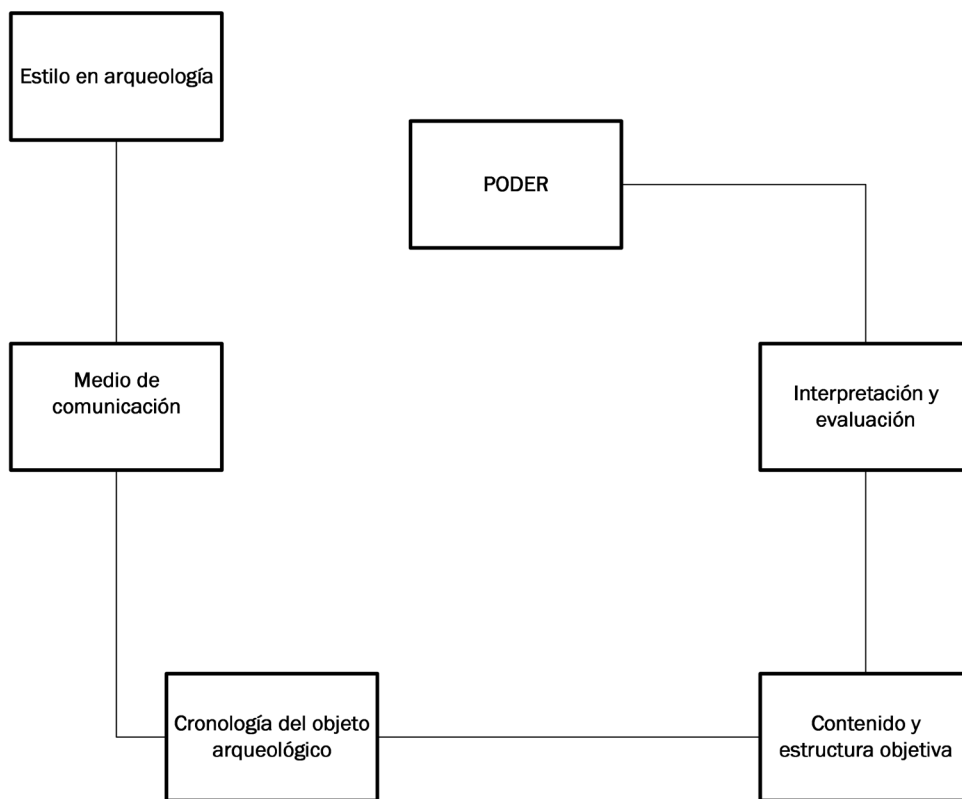 Estilo en arqueología
PODER
Medio de
comunicación
Interpretación y
evaluación
Cronología del objeto
arqueológico
Contenido y
estructura objetiva